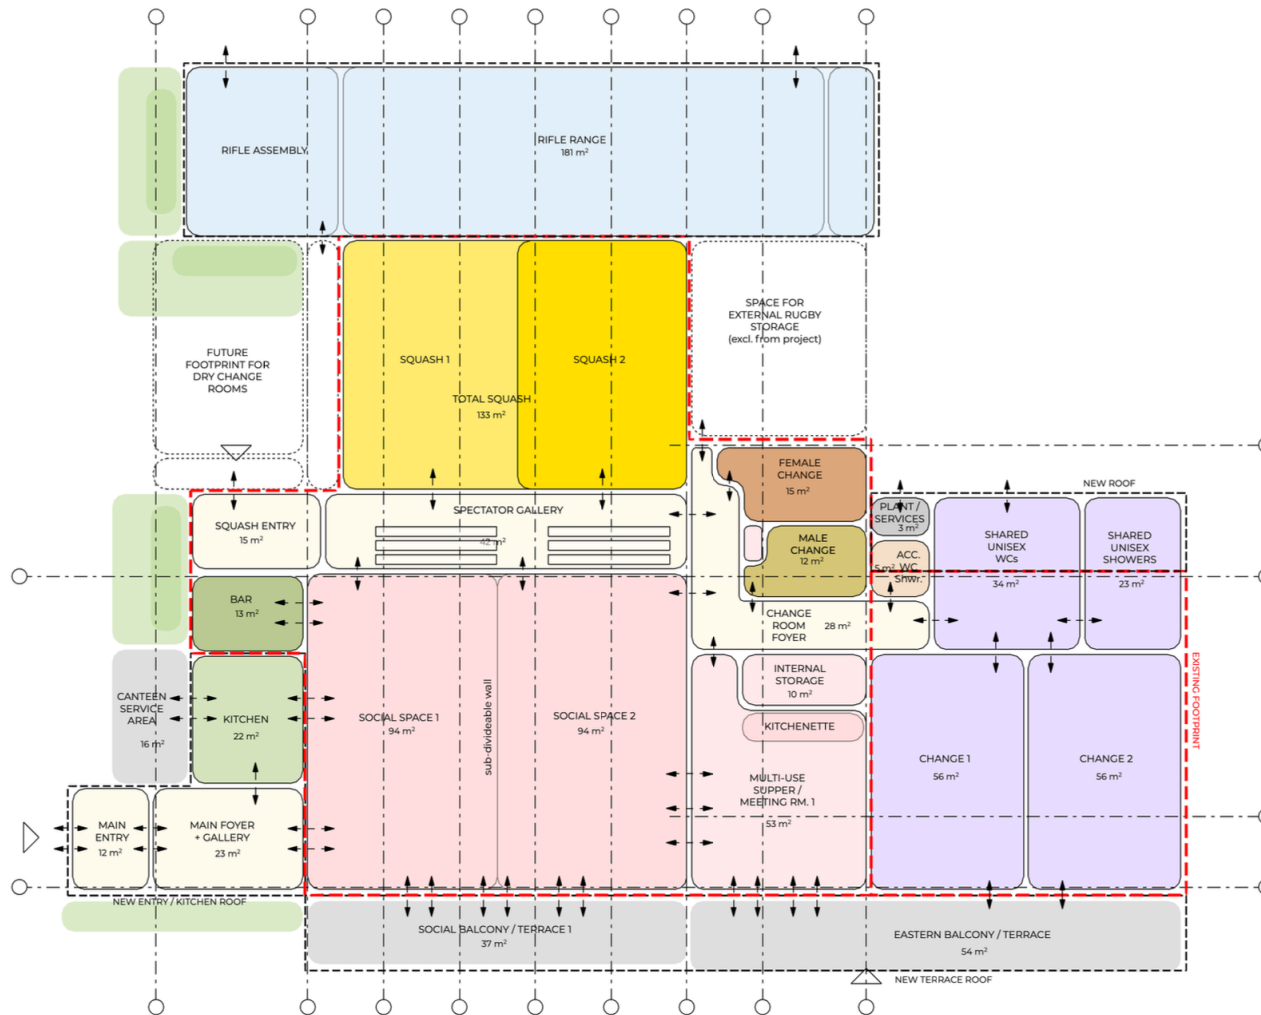 RIFLE ASSEMBLY
RIFLE RANGE
181 m²
FUTURE
FOOTPRINT FOR
DRY CHANGE
ROOMS
SQUASH 1
SQUASH 2
TOTAL SQUASH
133 m²
SPACE FOR
EXTERNAL RUGBY
STORAGE
(excl. from project)
FEMALE
CHANGE
15 m²
NEW ROOF
SQUASH ENTRY
15 m²
SPECTATOR GALLERY
42 m²
MALE
CHANGE
12 m²
PLANT /
SERVICES
3 m²
ACC.
WC
Shwr.
5 m²
SHARED
UNISEX
WCs
34 m²
SHARED
UNISEX
SHOWERS
23 m²
BAR
13 m²
CHANGE
ROOM
FOYER
28 m²
CANTEEN
SERVICE
AREA
16 m²
KITCHEN
22 m²
SOCIAL SPACE 1
94 m²
sub-divideable wall
SOCIAL SPACE 2
94 m²
INTERNAL
STORAGE
10 m²
KITCHENETTE
MULTI-USE
SUPPER /
MEETING RM. 1
53 m²
CHANGE 1
56 m²
CHANGE 2
56 m²
EXISTING FOOTPRINT
MAIN
ENTRY
12 m²
MAIN FOYER
+ GALLERY
23 m²
NEW ENTRY / KITCHEN ROOF
SOCIAL BALCONY / TERRACE 1
37 m²
EASTERN BALCONY / TERRACE
54 m²
NEW TERRACE ROOF